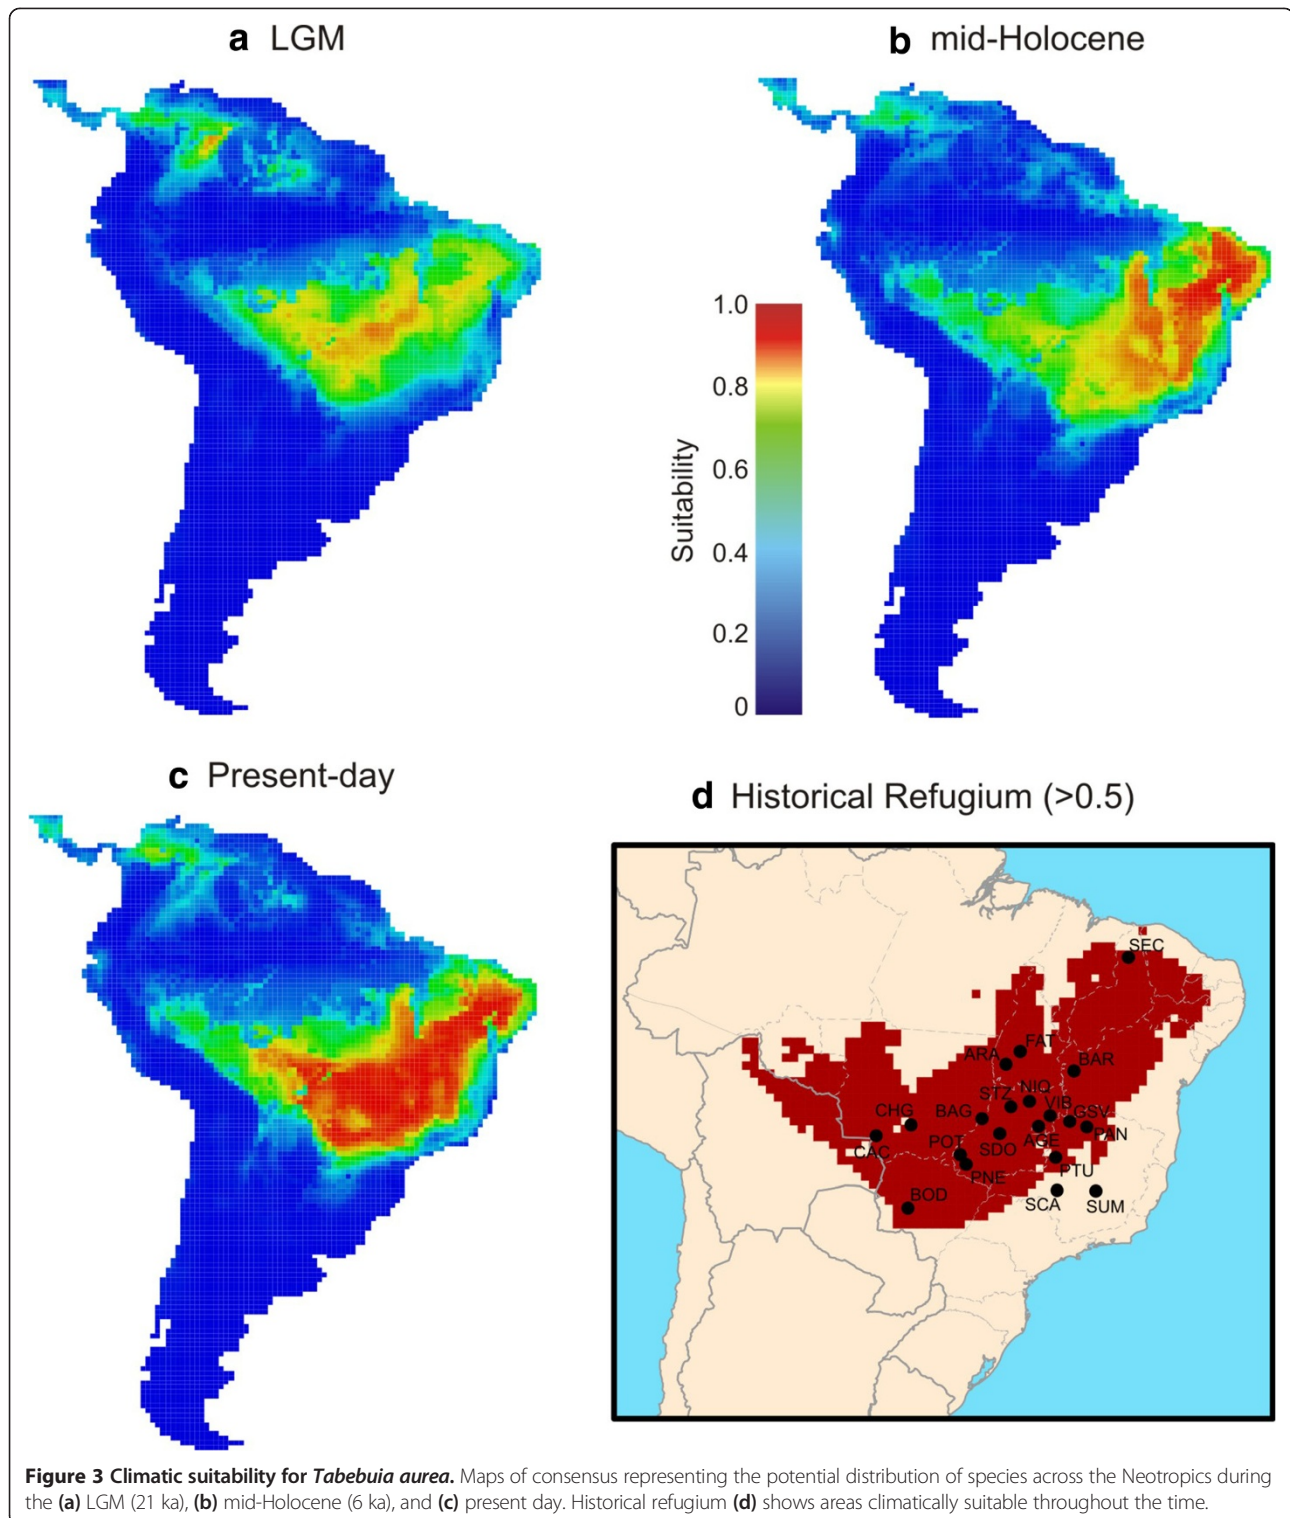 a LGM
b mid-Holocene
1.0
0.8
0.6
0.4
0.2
0
Suitability
c Present-day
d Historical Refugium (>0.5)
SEC
FAT
ARA
BAR
NIQ
STZ
VIB
CHG
BAG
GSV
PAN
CAC
POT
SDO
AGE
PNE
PTU
BOD
SCA
SUM
Figure 3 Climatic suitability for Tabebuia aurea. Maps of consensus representing the potential distribution of species across the Neotropics during
the (a) LGM (21 ka), (b) mid-Holocene (6 ka), and (c) present day. Historical refugium (d) shows areas climatically suitable throughout the time.